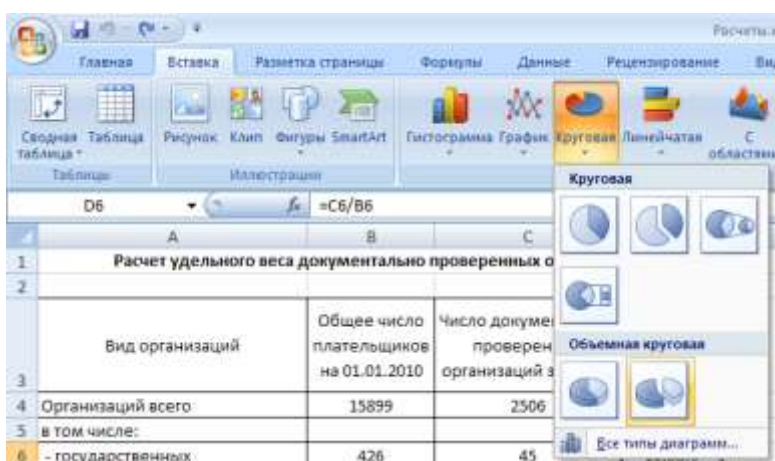 Расчеты.
Главная Вставка Разметка страницы Формулы Данные Рецензирование Вид
Сводная таблица Таблица Рисунок Клип Фигуры SmartArt Гистограмма График Круговая Линейчатая С областями
Таблицы Иллюстрации
D6 fx =C6/B6
Круговая
A B C
1 Расчет удельного веса документально проверенных о
2
3 Вид организаций
Общее число плательщиков на 01.01.2010
Число докумен проверен организаций з
Объемная круговая
4 Организаций всего 15899 2506
5 в том числе:
6 - государственных 426 45
Все типы диаграмм...